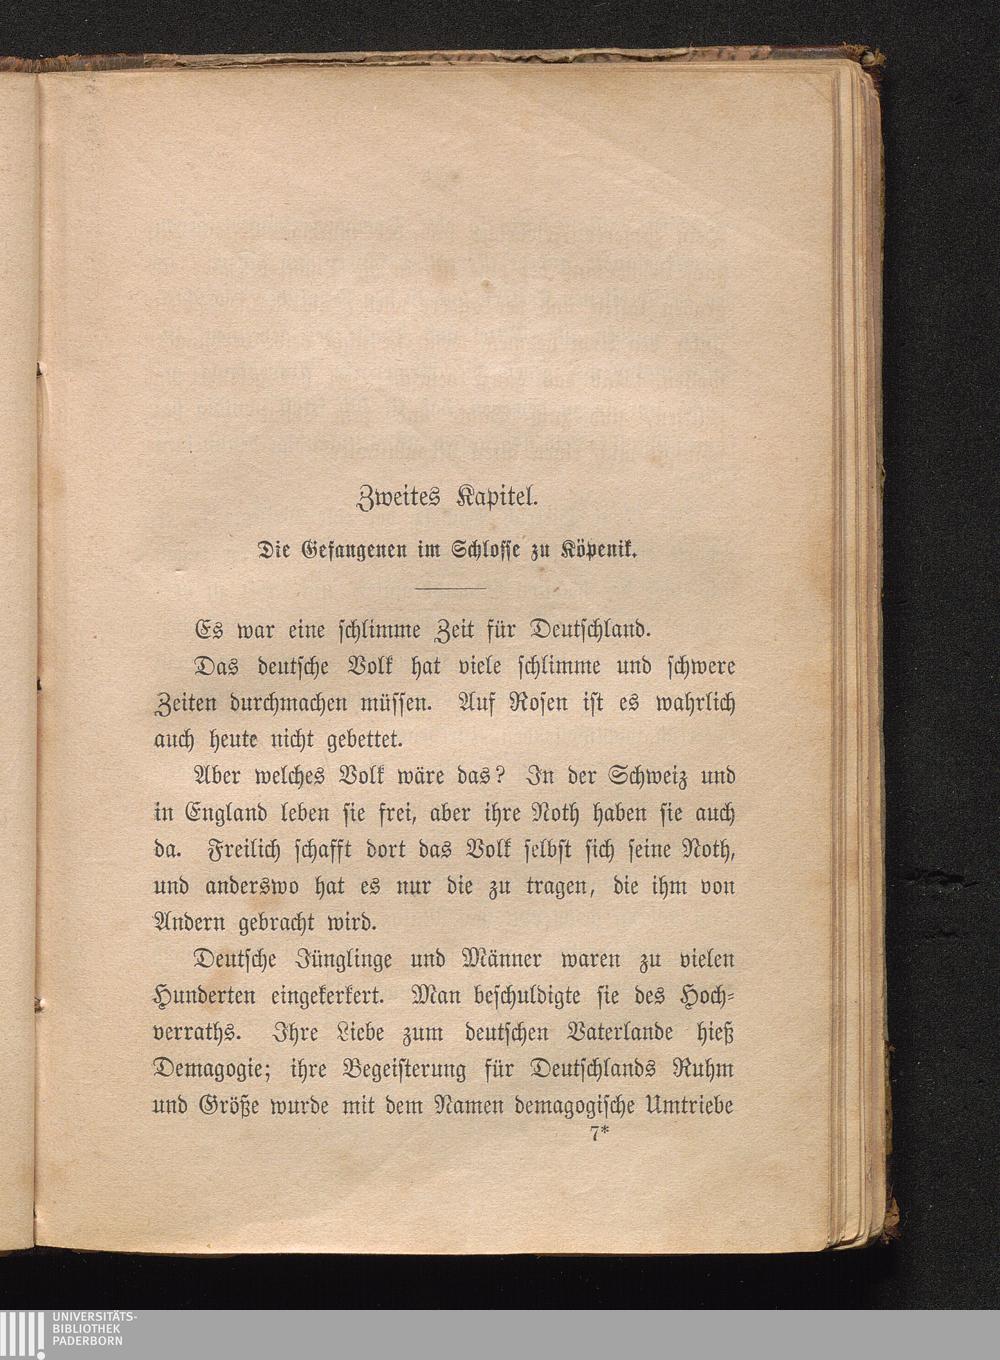 Zweites Kapitel.
Die Gefangenen im Schlosse zu Köpenik.
Es war eine schlimme Zeit für Deutschland.
Das deutsche Volk hat viele schlimme und schwere
Zeiten durchmachen müssen. Auf Rosen ist es wahrlich
auch heute nicht gebettet.
Aber welches Volk wäre das? In der Schweiz und
in England leben sie frei, aber ihre Noth haben sie auch
da. Freilich schafft dort das Volk selbst sich seine Noth,
und anderswo hat es nur die zu tragen, die ihm von
Andern gebracht wird.
Deutsche Jünglinge und Männer waren zu vielen
Hunderten eingekerkert. Man beschuldigte sie des Hoch-
verraths. Ihre Liebe zum deutschen Vaterlande hieß
Demagogie; ihre Begeisterung für Deutschlands Ruhm
und Größe wurde mit dem Namen demagogische Umtriebe
7*
UNIVERSITÄTS-
BIBLIOTHEK
PADERBORN